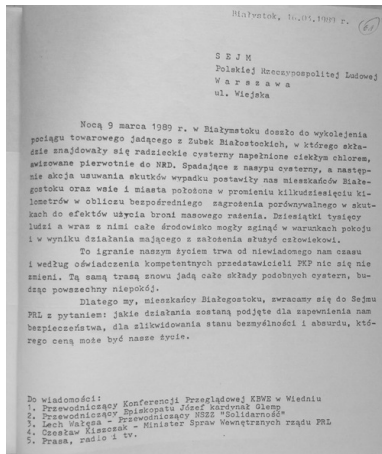 Białystok, 16.03.1989 r.
S E J M
Polskiej Rzeczypospolitej Ludowej
W a r s z a w a
ul. Wiejska
Nocą 9 marca 1989 r. w Białymstoku doszło do wykolejenia
pociągu towarowego jadącego z Zubek Białostockich, w którego skła-
dzie znajdowały się radzieckie cysterny napełnione ciekłym chlorem,
awizowane pierwotnie do NRD. Spadające z nasypu cysterny, a następ-
nie akcja usuwania skutków wypadku postawiły nas mieszkańców Białe-
gostoku oraz wsie i miasta położone w promieniu kilkudziesięciu ki-
lometrów w obliczu bezpośredniego zagrożenia porównywalnego w skut-
kach do efektów użycia broni masowego rażenia. Dziesiątki tysięcy
ludzi a wraz z nimi całe środowisko mogły zginąć w warunkach pokoju
i w wyniku działania mającego z założenia służyć człowiekowi.
To igranie naszym życiem trwa od niewiadomego nam czasu
i według oświadczenia kompetentnych przedstawicieli PKP nic się nie
zmieni. Tą samą trasą znowu jadą całe składy podobnych cystern, bu-
dząc powszechny niepokój.
Dlatego my, mieszkańcy Białegostoku, zwracamy się do Sejmu
PRL z pytaniem: jakie działania zostaną podjęte dla zapewnienia nam
bezpieczeństwa, dla zlikwidowania stanu bezmyślności i absurdu, któ-
rego ceną może być nasze życie.
Do wiadomości:
1. Przewodniczący Konferencji Przeglądowej KBWE w Wiedniu
2. Przewodniczący Episkopatu Józef kardynał Glemp
3. Lech Wałęsa - Przewodniczący NSZZ "Solidarność"
4. Czesław Kiszczak - Minister Spraw Wewnętrznych rządu PRL
5. Prasa, radio i tv.